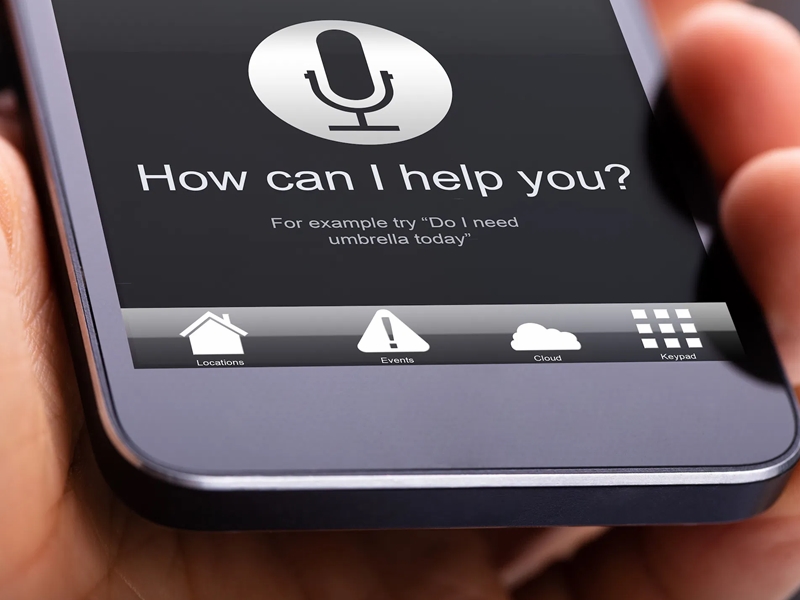 How can I help you?
For example try “Do I need
umbrella today”
Locations
Events
Cloud
Keypad